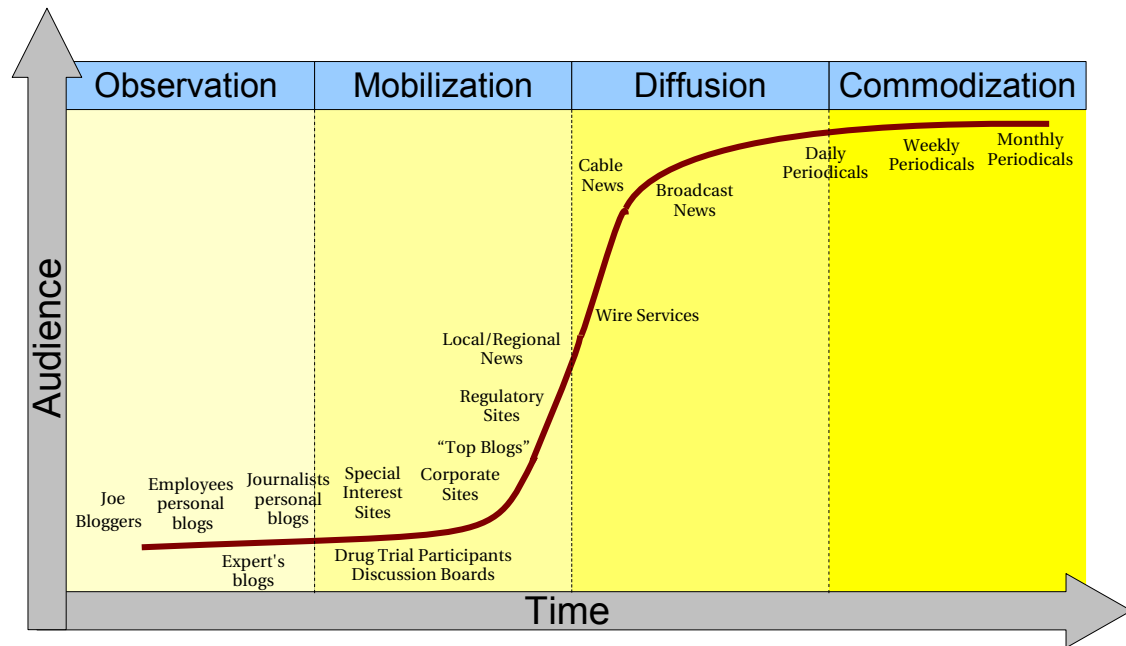 Observation
Mobilization
Diffusion
Commodization
Audience
Joe
Bloggers
Employees
personal
blogs
Journalists
personal
blogs
Expert's
blogs
Special
Interest
Sites
Corporate
Sites
Drug Trial Participants
Discussion Boards
“Top Blogs”
Regulatory
Sites
Local/Regional
News
Wire Services
Cable
News
Broadcast
News
Daily
Periodicals
Weekly
Periodicals
Monthly
Periodicals
Time